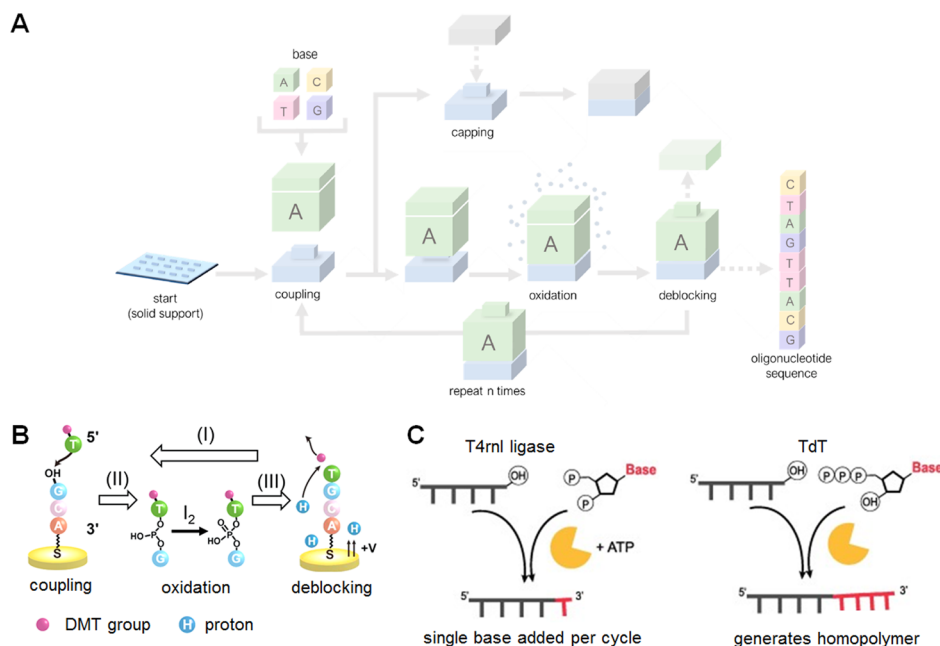 A
base
A C
T G
capping
A
A
A
A
start
(solid support)
coupling
oxidation
deblocking
A
repeat n times
C
T
A
G
T
T
A
C
G
oligonucleotide
sequence
B
T 5'
OH
G
C
A 3'
S
coupling
(I)
(II)
T
O
HO-P
O
G
I2
T
O
O
HO-P
O
G
oxidation
(III)
T
G
C
A
H
H
H
S
+V
deblocking
DMT group
H proton
C
T4rnl ligase
5'
OH
P
P
Base
+ ATP
5' 3'
single base added per cycle
TdT
5'
OH
P P P
OH
Base
5' 3'
generates homopolymer